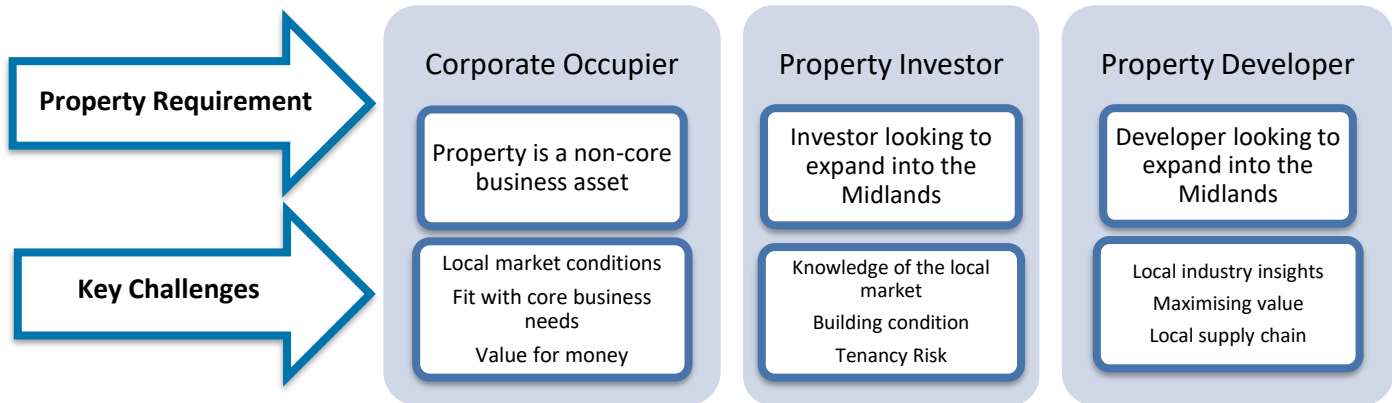 Property Requirement
Key Challenges
Corporate Occupier
Property is a non-core
business asset
Local market conditions
Fit with core business
needs
Value for money
Property Investor
Investor looking to
expand into the
Midlands
Knowledge of the local
market
Building condition
Tenancy Risk
Property Developer
Developer looking to
expand into the
Midlands
Local industry insights
Maximising value
Local supply chain